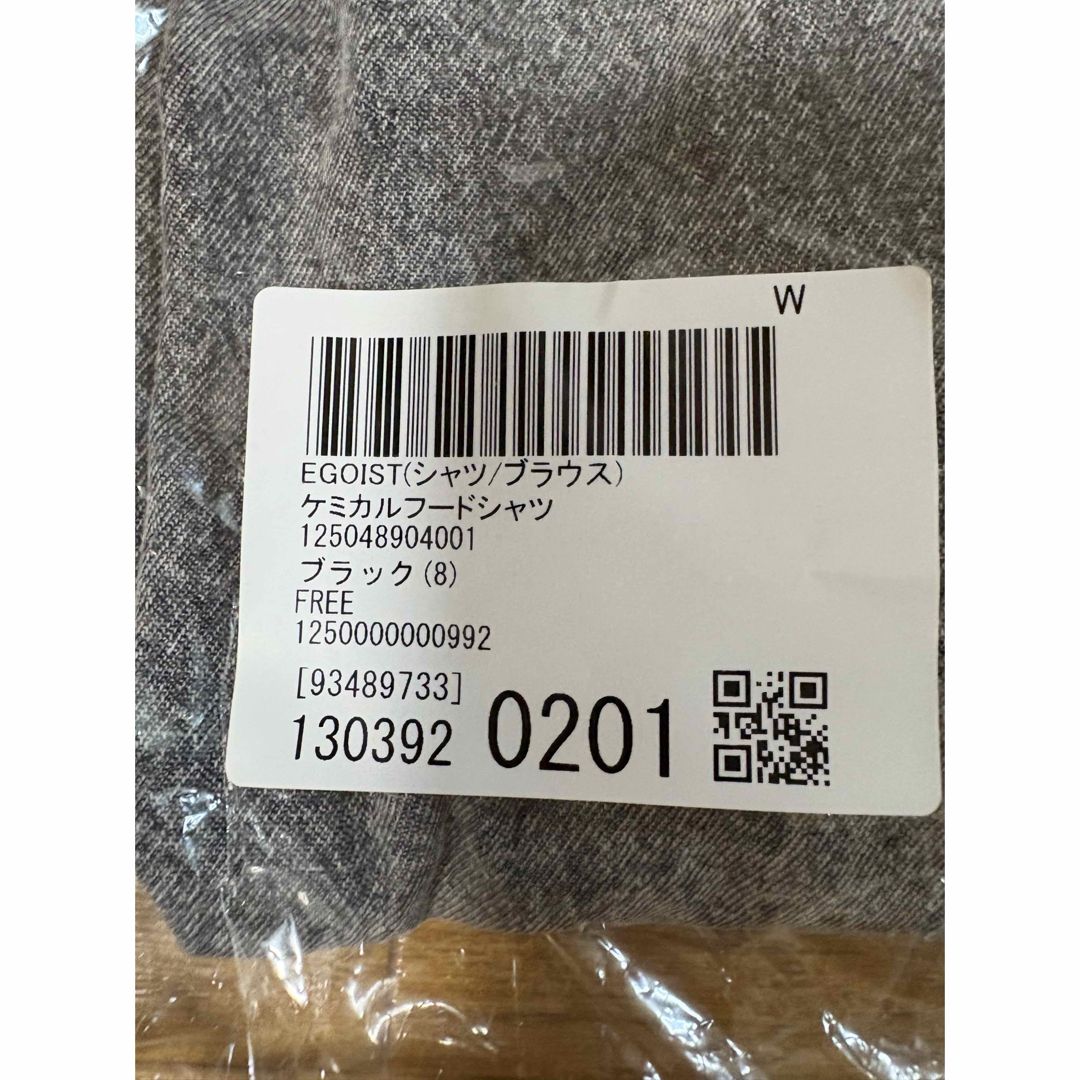 W
EGOIST(シャツ/ブラウス)
ケミカルフードシャツ
125048904001
ブラック(8)
FREE
1250000000992
[93489733]
130392 0201